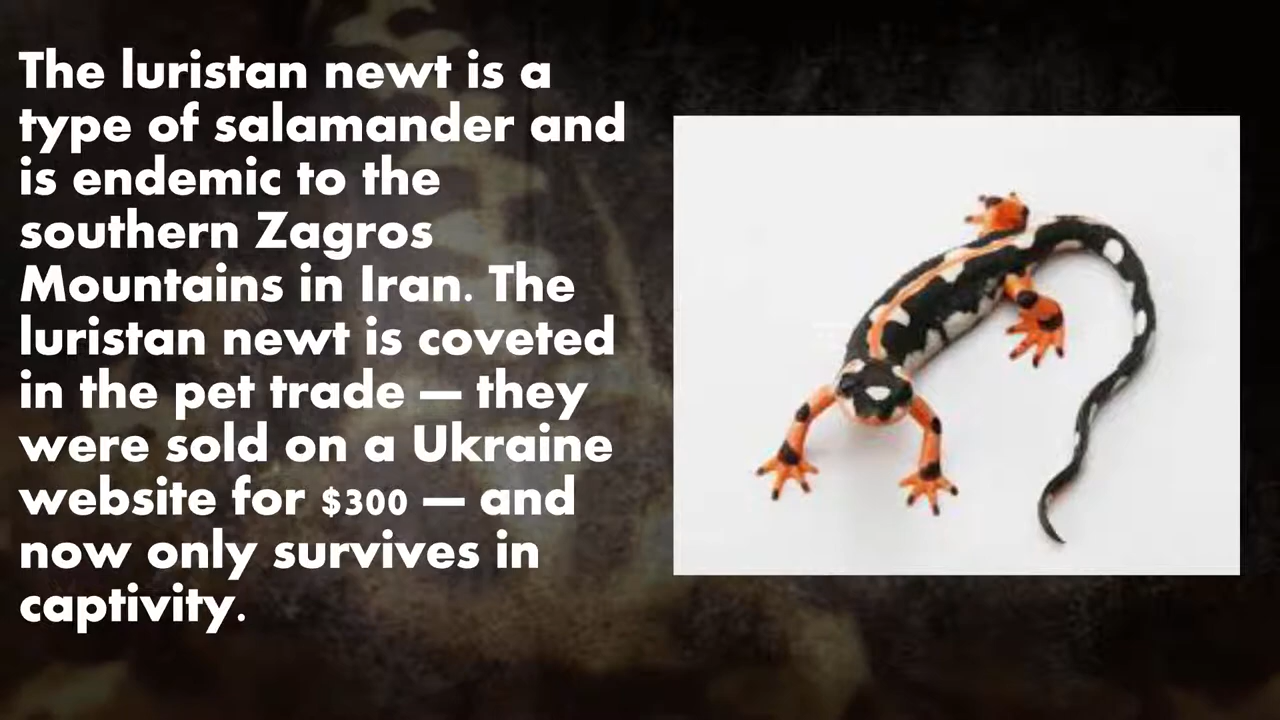 The luristan newt is a
type of salamander and
is endemic to the
southern Zagros
Mountains in Iran. The
luristan newt is coveted
in the pet trade — they
were sold on a Ukraine
website for $300 — and
now only survives in
captivity.